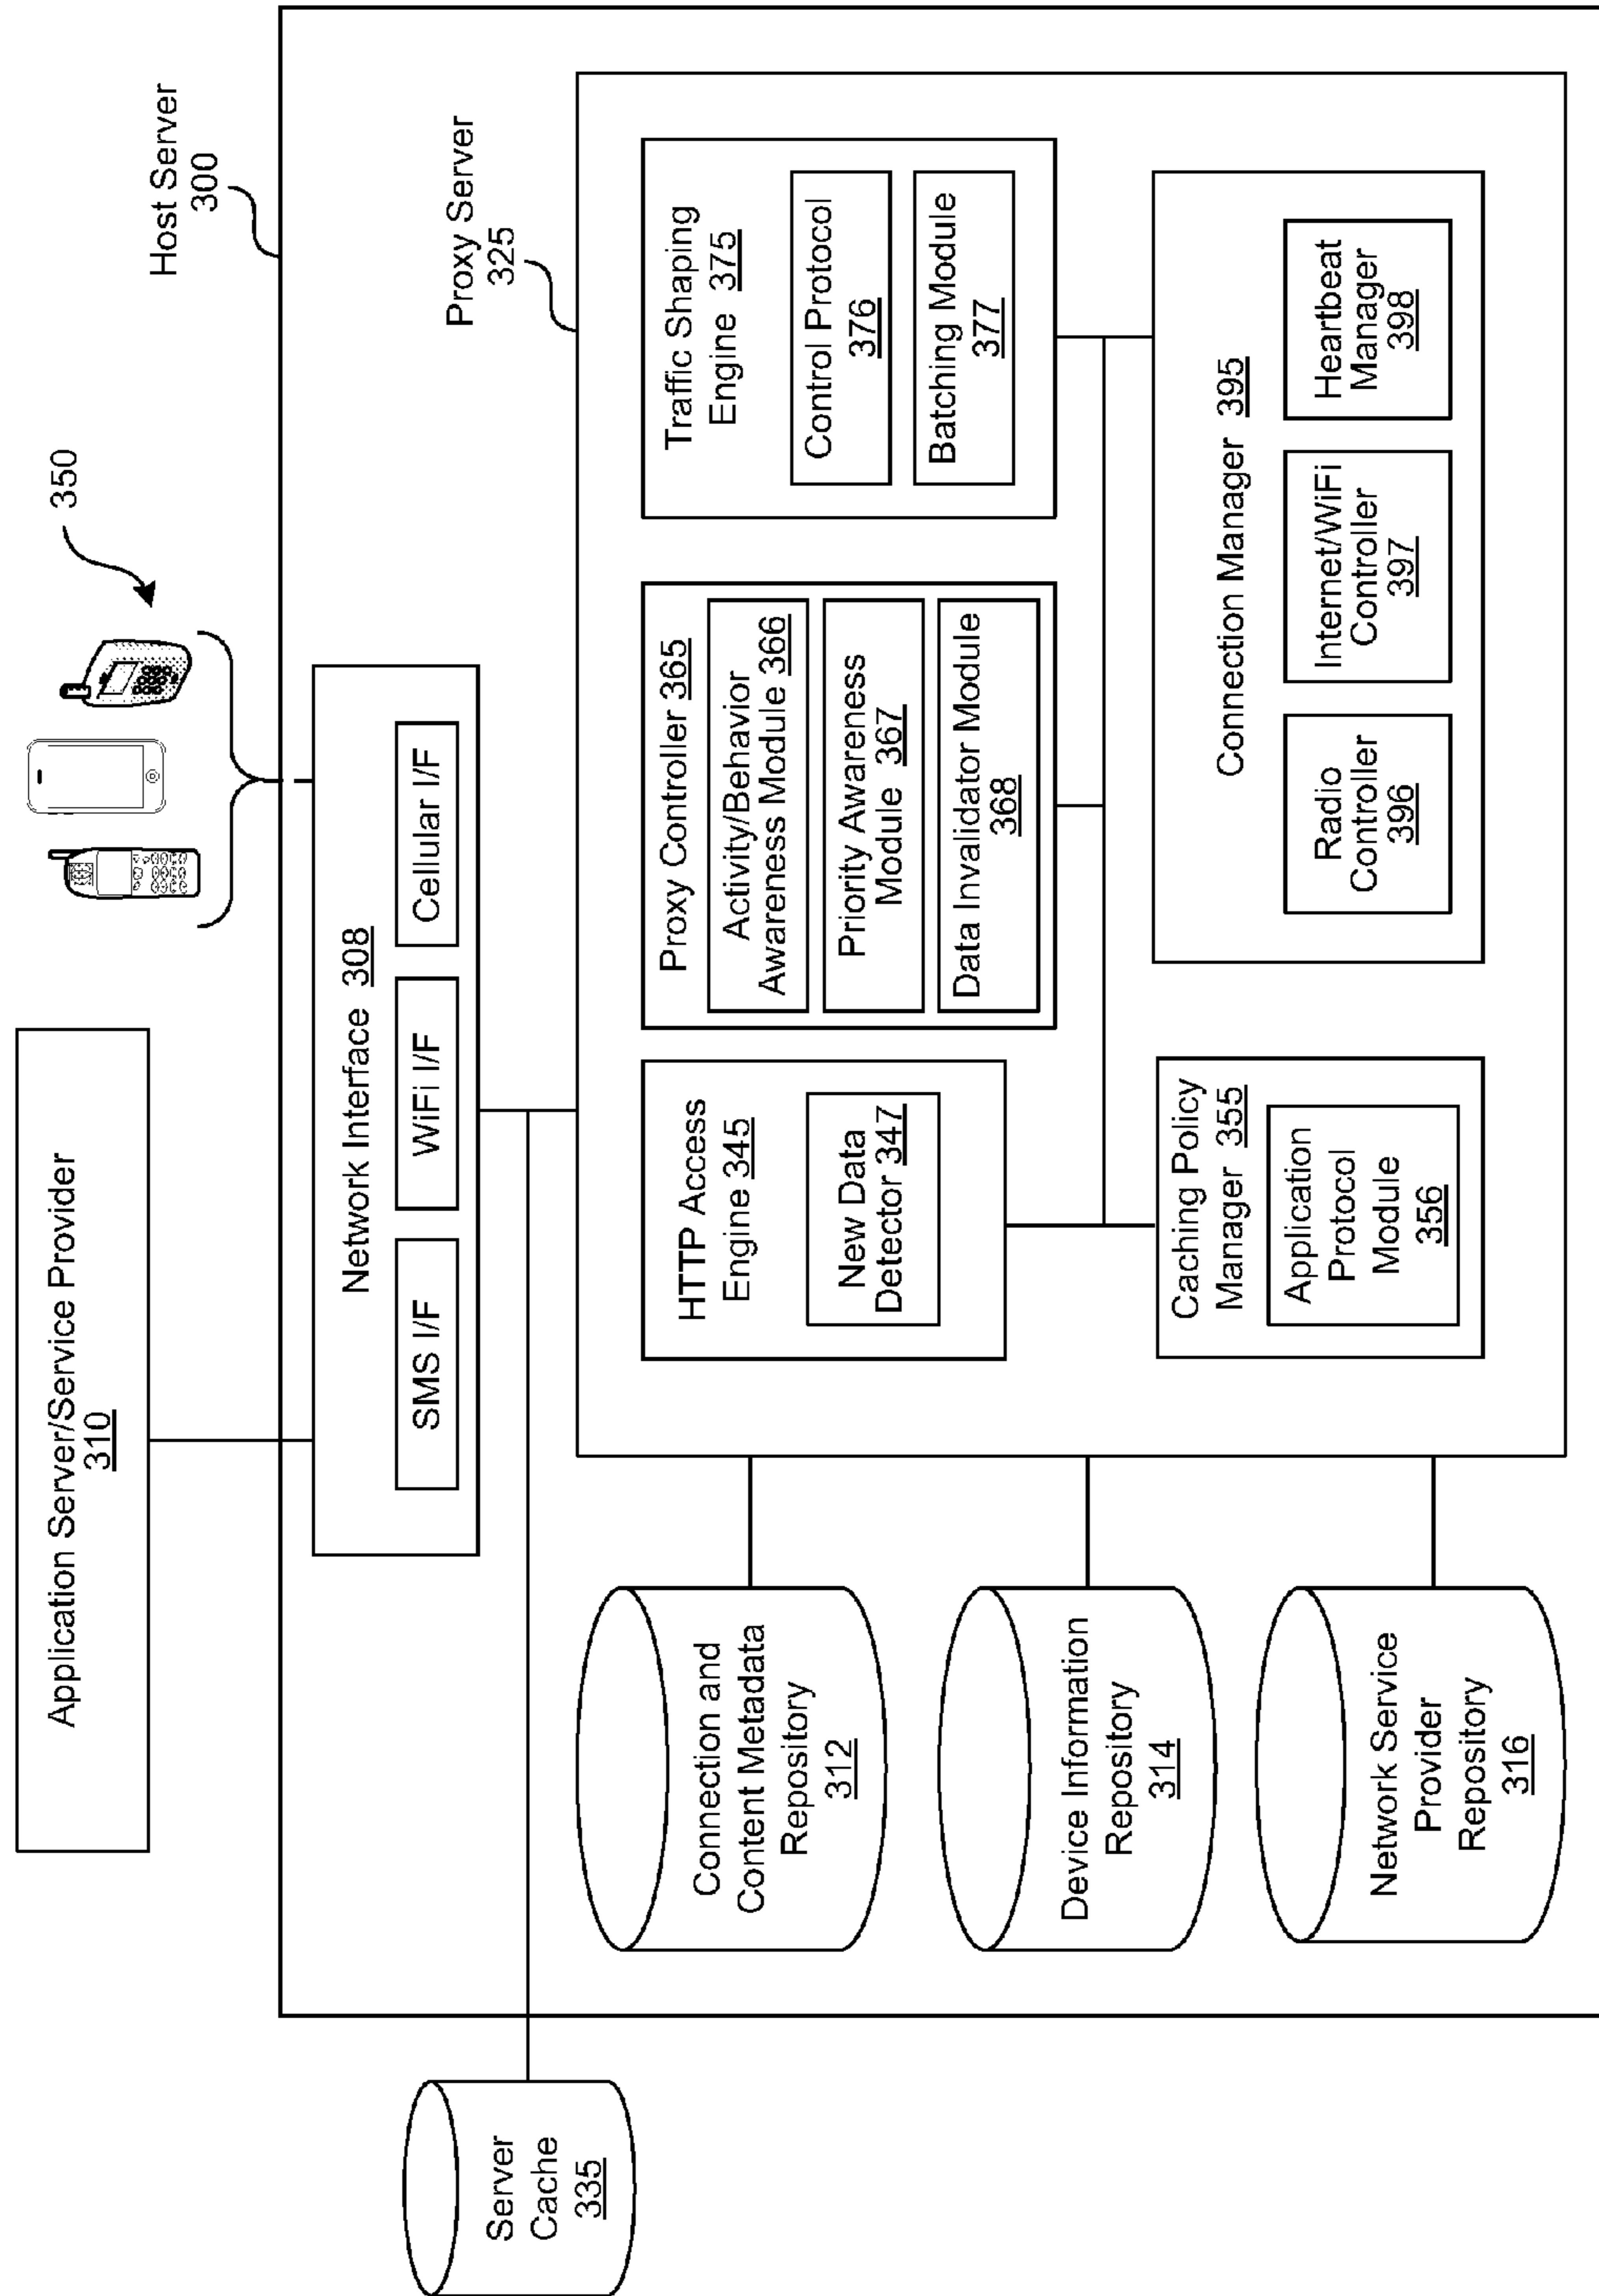 Application Server/Service Provider
310
350
Host Server
300
Network Interface 308
SMS I/F
WiFi I/F
Cellular I/F
Server
Cache
335
Proxy Server
325
Connection and
Content Metadata
Repository
312
Device Information
Repository
314
Network Service
Provider
Repository
316
HTTP Access
Engine 345
New Data
Detector 347
Proxy Controller 365
Activity/Behavior
Awareness Module 366
Priority Awareness
Module 367
Data Invalidator Module
368
Traffic Shaping
Engine 375
Control Protocol
376
Batching Module
377
Caching Policy
Manager 355
Application
Protocol
Module
356
Connection Manager 395
Radio
Controller
396
Internet/WiFi
Controller
397
Heartbeat
Manager
398